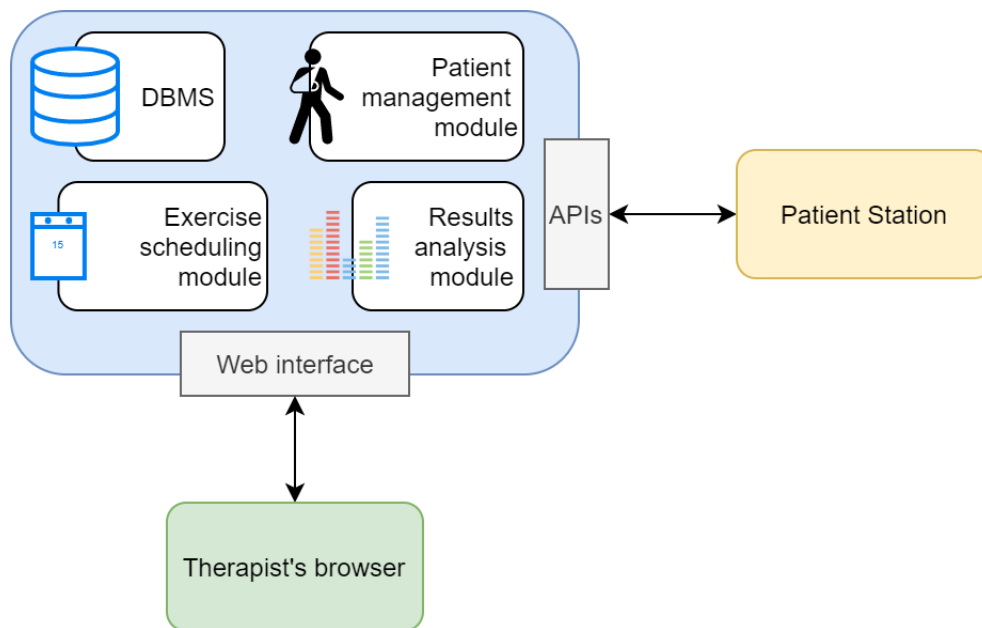 DBMS
Patient
management
module
Exercise
scheduling
module
15
Results
analysis
module
APIs
Patient Station
Web interface
Therapist's browser